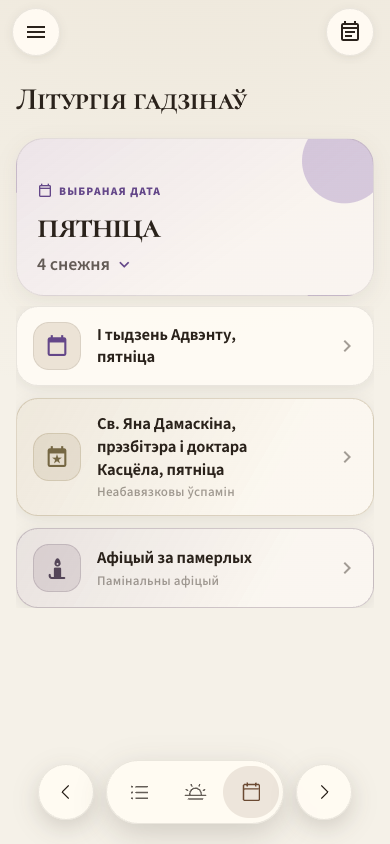 Літургія гадзінаў
ВЫБРАНАЯ ДАТА
ПЯТНІЦА
4 снежня
І тыдзень Адвэнту,
пятніца
Св. Яна Дамаскіна,
прэзбітэра і доктара
Касцёла, пятніца
Неабавязковы ўспамін
Афіцый за памерлых
Памінальны афіцый